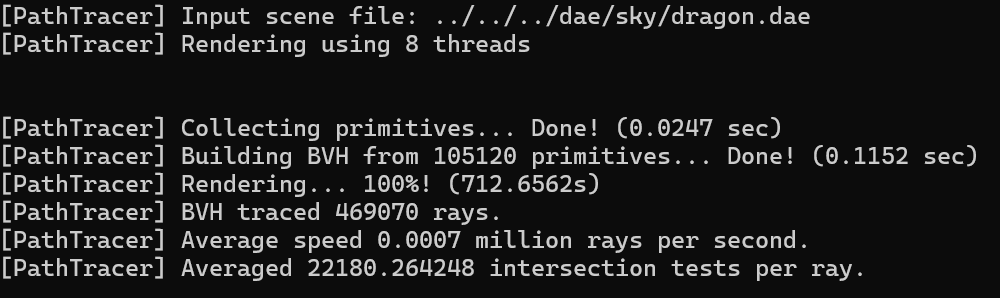 [PathTracer] Input scene file: ../../../dae/sky/dragon.dae
[PathTracer] Rendering using 8 threads
[PathTracer] Collecting primitives... Done! (0.0247 sec)
[PathTracer] Building BVH from 105120 primitives... Done! (0.1152 sec)
[PathTracer] Rendering... 100%! (712.6562s)
[PathTracer] BVH traced 469070 rays.
[PathTracer] Average speed 0.0007 million rays per second.
[PathTracer] Averaged 22180.264248 intersection tests per ray.